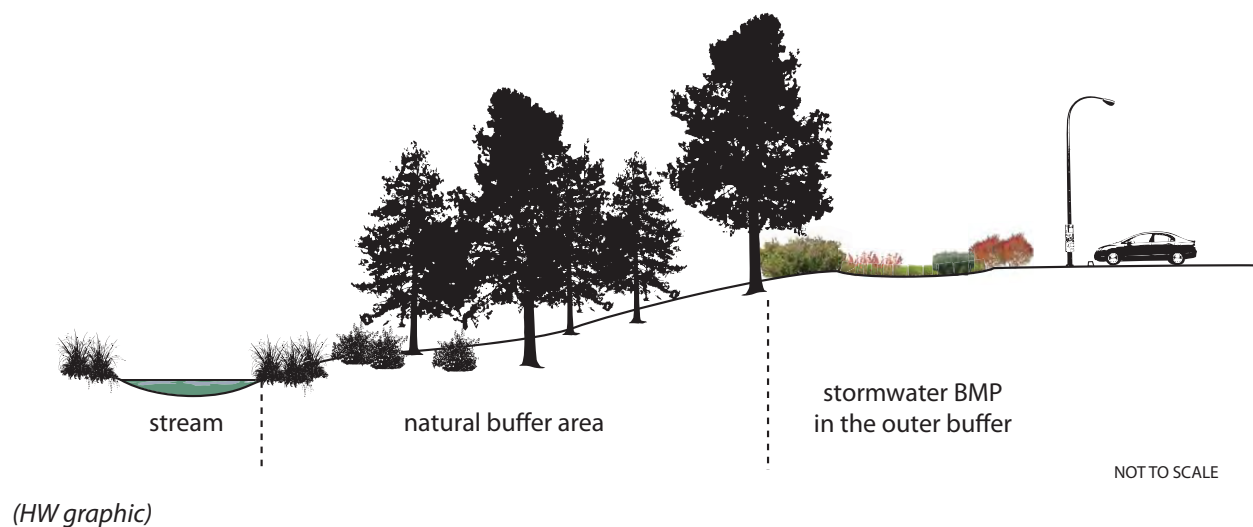 stream
natural buffer area
stormwater BMP
in the outer buffer
NOT TO SCALE
(HW graphic)